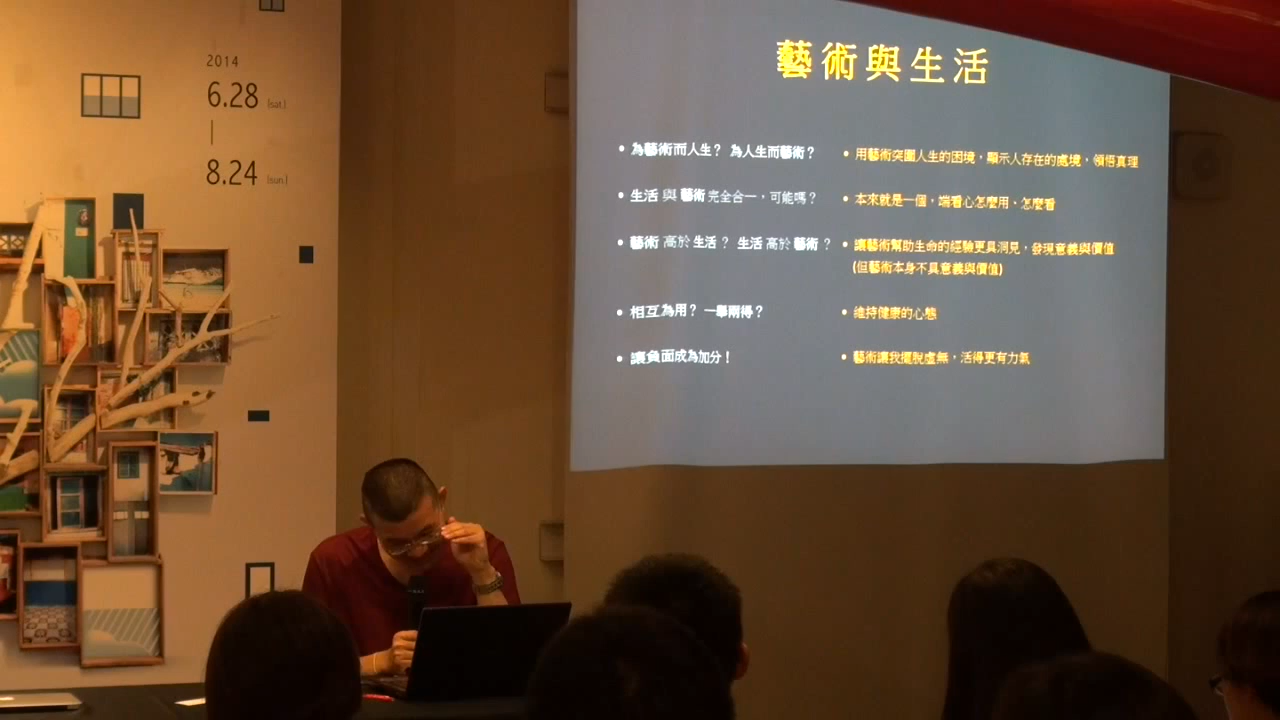 2014
6.28 (sat.)
8.24 (sun.)
藝術與生活
• 為藝術而人生？ 為人生而藝術？
• 生活 與 藝術 完全合一，可能嗎？
• 藝術 高於 生活？ 生活 高於 藝術？
• 相互為用？ 一舉兩得？
• 讓負面成為加分！
• 用藝術突圍人生的困境，顯示人存在的處境，領悟真理
• 本來就是一個，端看心怎麼用、怎麼看
• 讓藝術幫助生命的經驗更具洞見，發現意義與價值
(但藝術本身不具意義與價值)
• 維持健康的心態
• 藝術讓我擺脫虛無，活得更有力氣